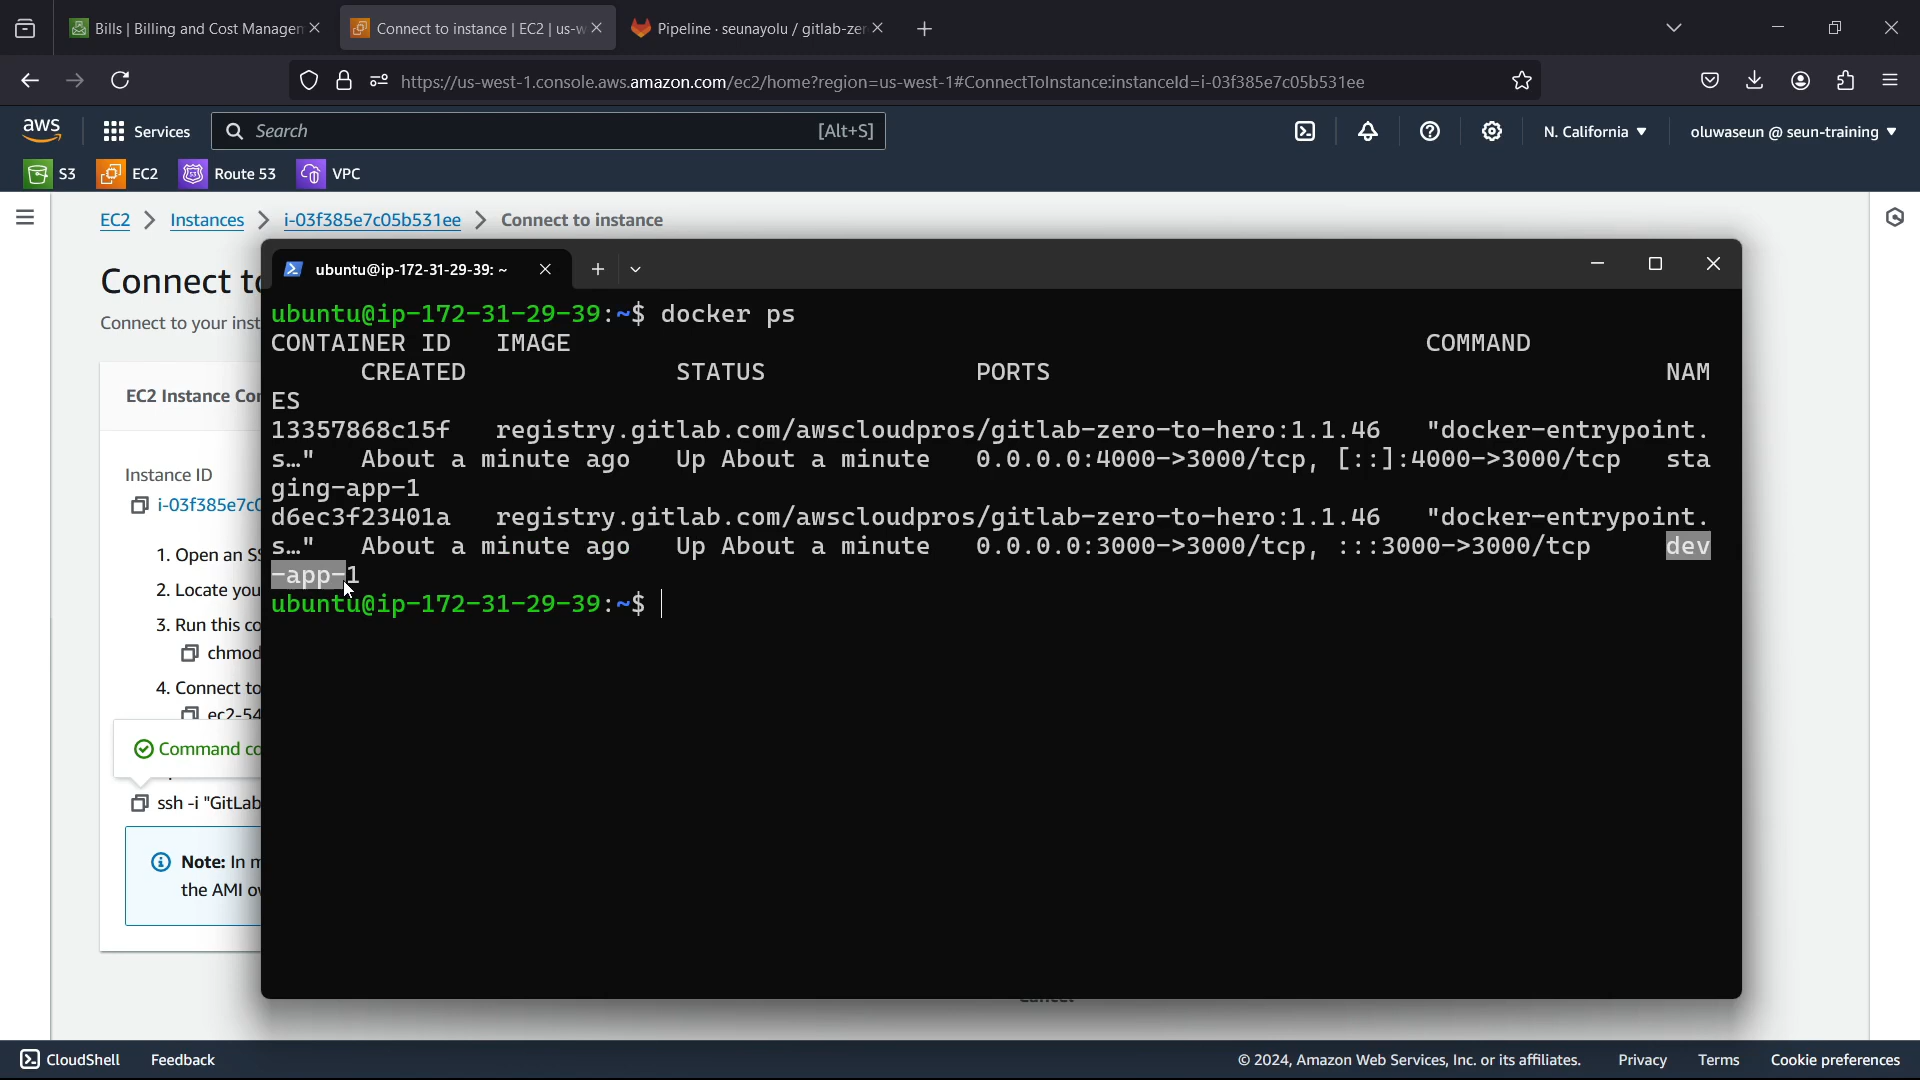 Bills | Billing and Cost Managen
Connect to instance | EC2 | us-w
Pipeline · seunayolu / gitlab-zer
https://us-west-1.console.aws.amazon.com/ec2/home?region=us-west-1#ConnectToInstance:instanceId=i-03f385e7c05b531ee
aws
Services
Search
[Alt+S]
N. California
oluwaseun @ seun-training
S3
EC2
Route 53
VPC
EC2 > Instances > i-03f385e7c05b531ee > Connect to instance
Connect to
Connect to your inst
EC2 Instance Co
Instance ID
i-03f385e7c
1. Open an S
2. Locate you
3. Run this co
chmod
4. Connect to
ec2-54
Command co
ssh -i "GitLab
Note: In m
the AMI o
ubuntu@ip-172-31-29-39: ~
ubuntu@ip-172-31-29-39:~$ docker ps
CONTAINER ID   IMAGE                                                         COMMAND
CREATED              STATUS              PORTS                                         NAM
ES
13357868c15f   registry.gitlab.com/awscloudpros/gitlab-zero-to-hero:1.1.46   "docker-entrypoint.
s…"   About a minute ago   Up About a minute   0.0.0.0:4000->3000/tcp, [::]:4000->3000/tcp   sta
ging-app-1
d6ec3f23401a   registry.gitlab.com/awscloudpros/gitlab-zero-to-hero:1.1.46   "docker-entrypoint.
s…"   About a minute ago   Up About a minute   0.0.0.0:3000->3000/tcp, :::3000->3000/tcp     dev
-app-1
ubuntu@ip-172-31-29-39:~$
CloudShell
Feedback
© 2024, Amazon Web Services, Inc. or its affiliates.
Privacy
Terms
Cookie preferences